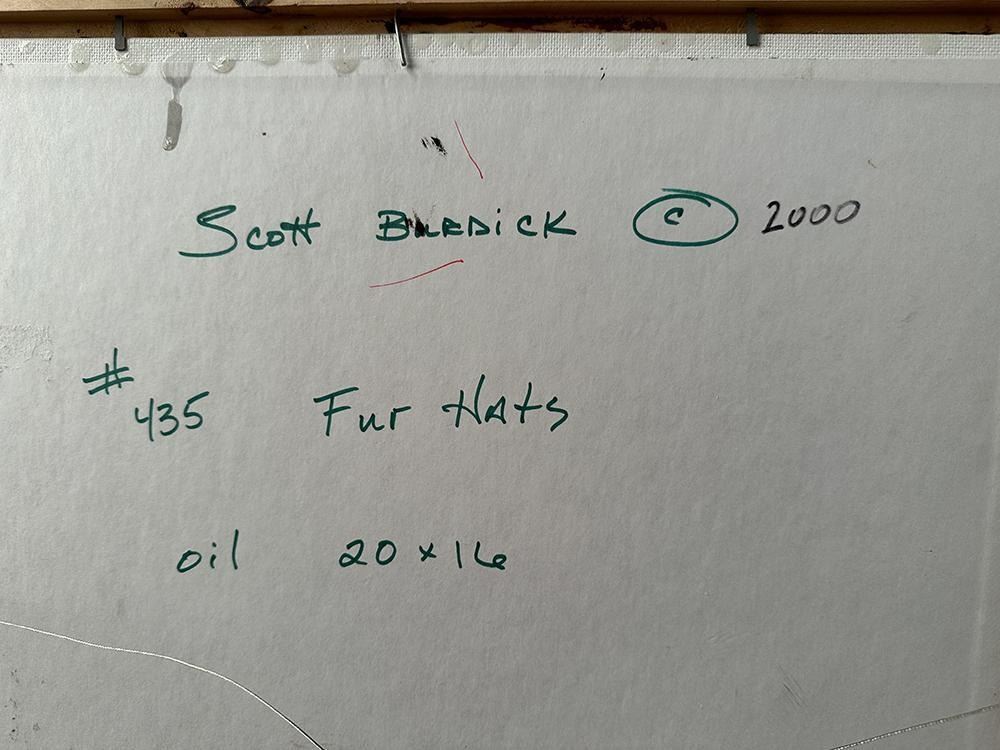 Scott Burdick © 2000
# 435 Fur Hats
oil 20 x 16